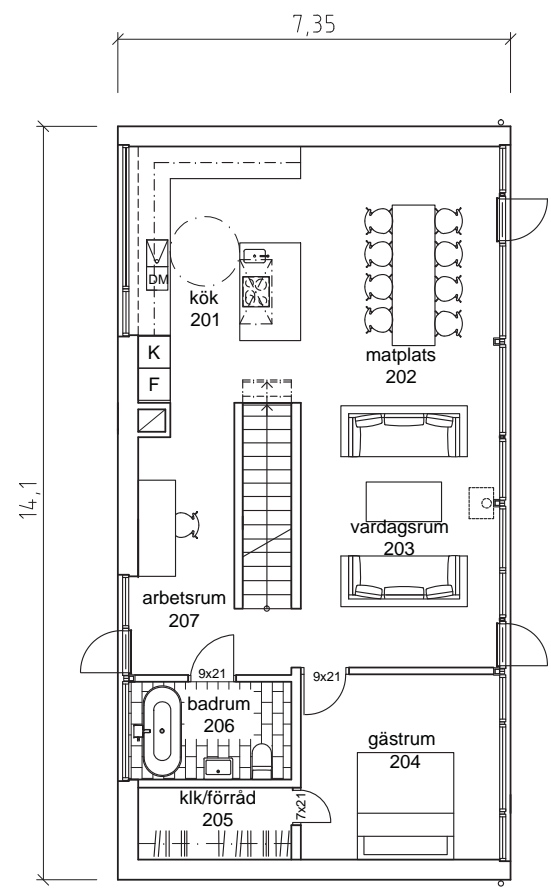 7,35
14,1
DM
kök
201
K
F
matplats
202
vardagsrum
203
arbetsrum
207
9x21
9x21
badrum
206
gästrum
204
klk/förråd
205
7x21